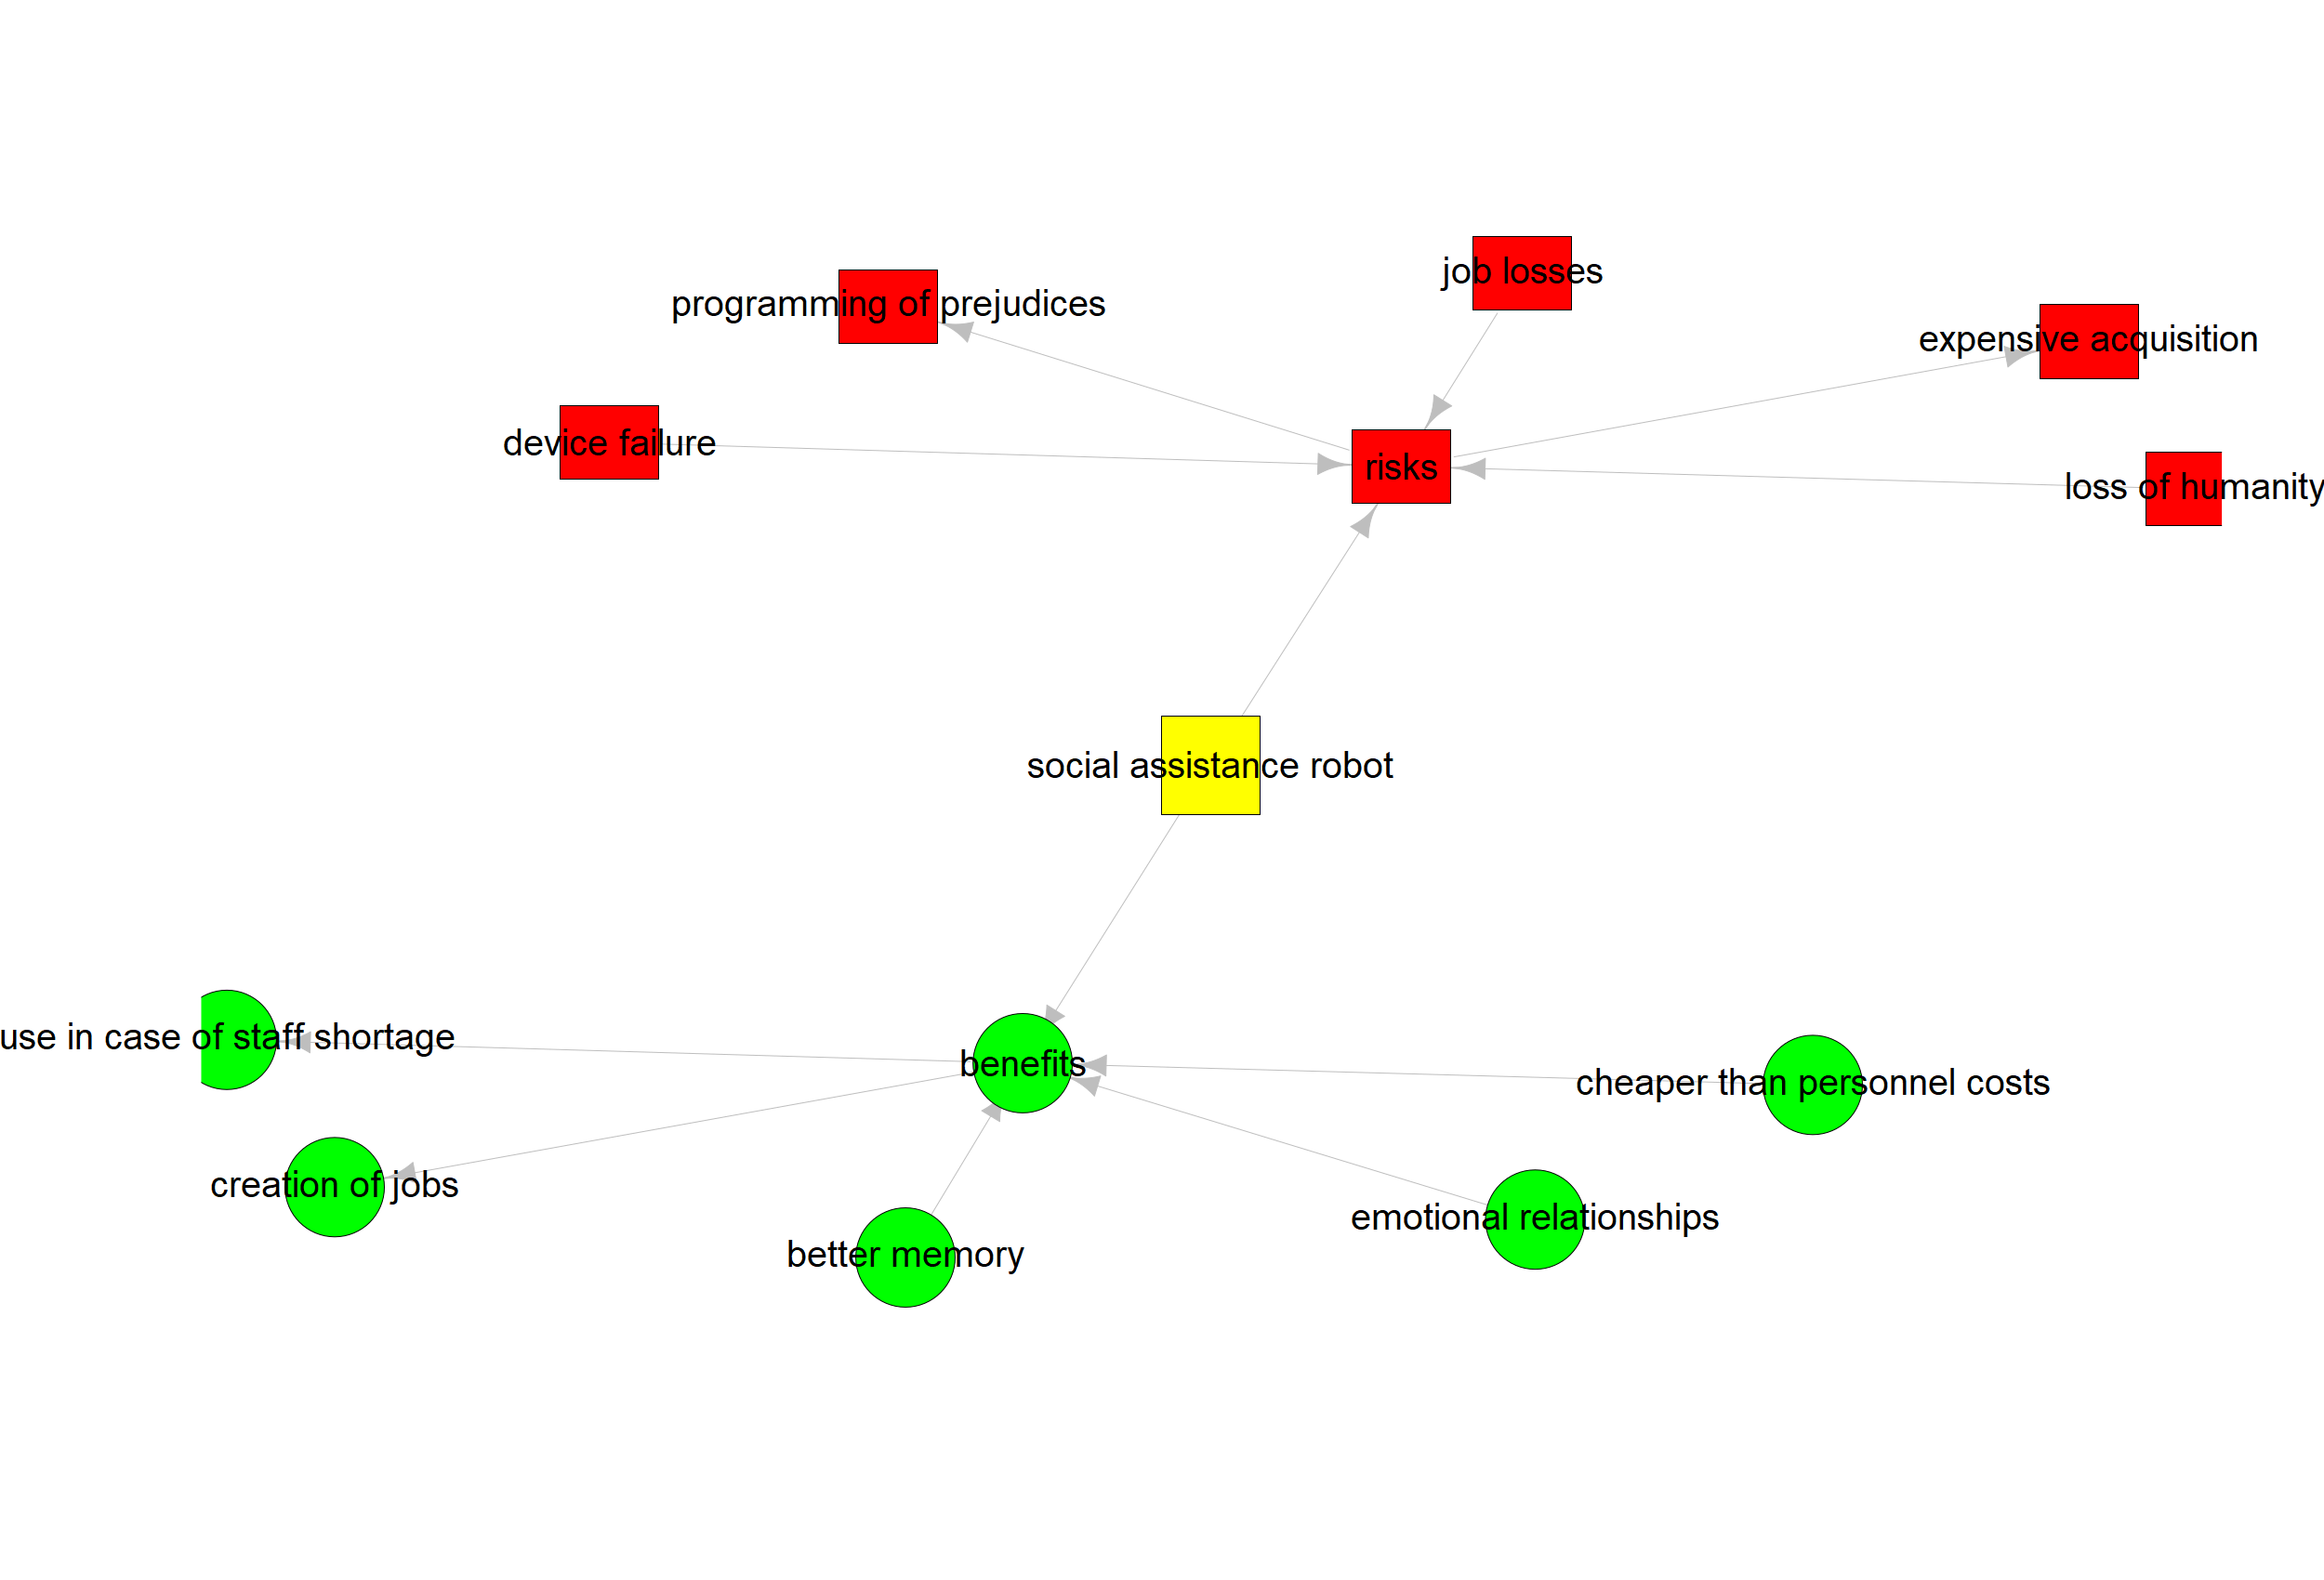 job losses
programming of prejudices
expensive acquisition
device failure
risks
loss of humanity
social assistance robot
use in case of staff shortage
benefits
cheaper than personnel costs
creation of jobs
emotional relationships
better memory